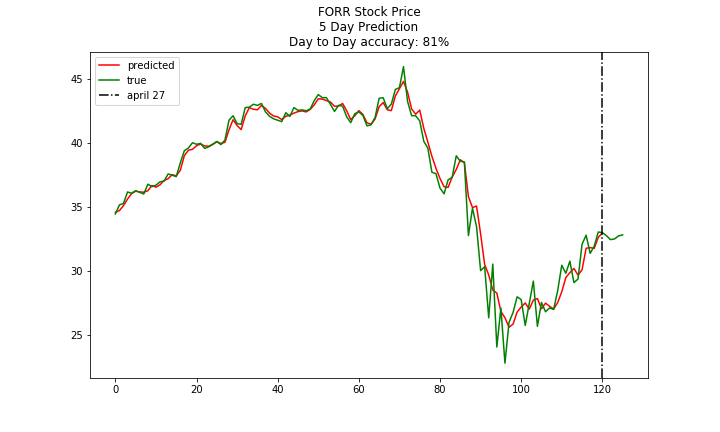 FORR Stock Price
5 Day Prediction
Day to Day accuracy: 81%
predicted
true
april 27
45
40
35
30
25
0 20 40 60 80 100 120